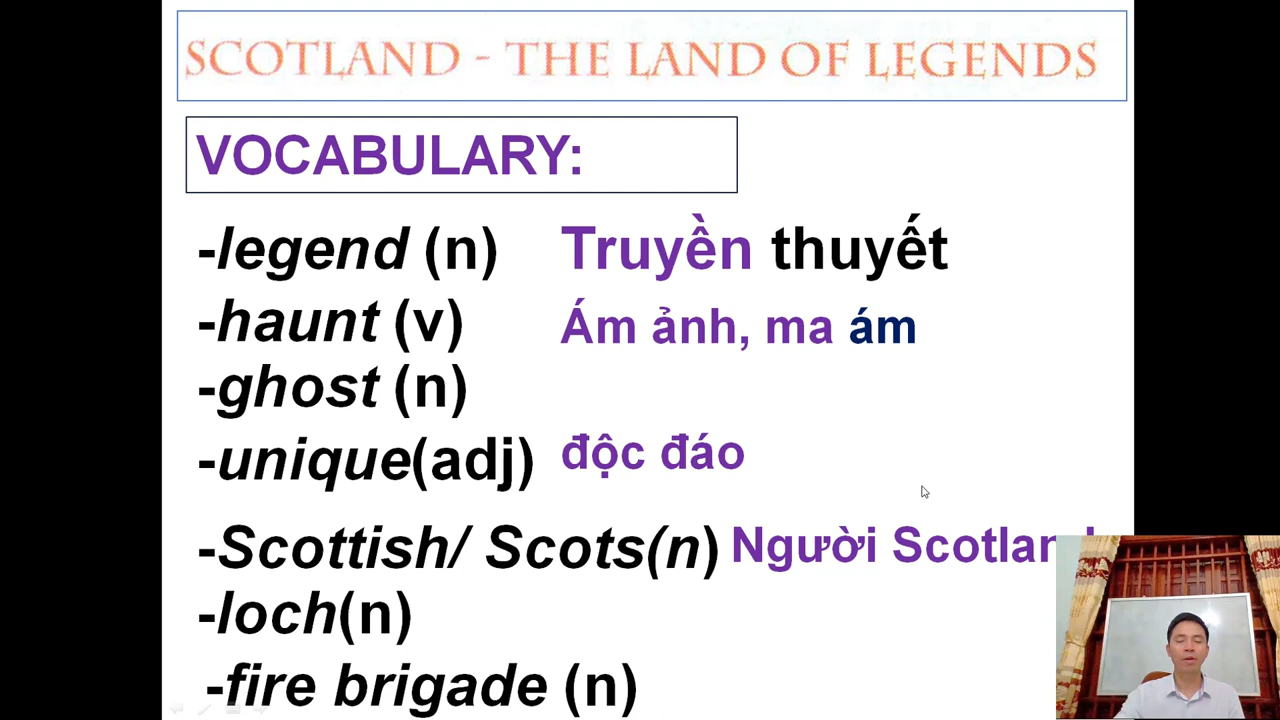 SCOTLAND - THE LAND OF LEGENDS
VOCABULARY:
-legend (n) Truyền thuyết
-haunt (v) Ám ảnh, ma ám
-ghost (n)
-unique(adj) độc đáo
-Scottish/ Scots(n) Người Scotland
-loch(n)
-fire brigade (n)